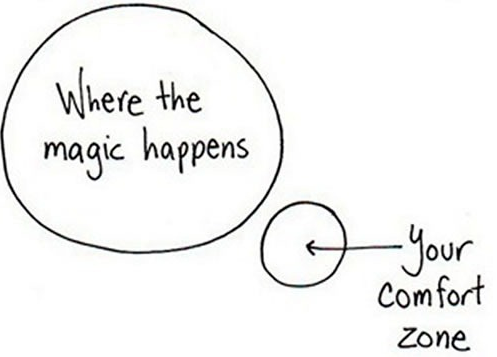 Where the
magic happens
Your
comfort
zone